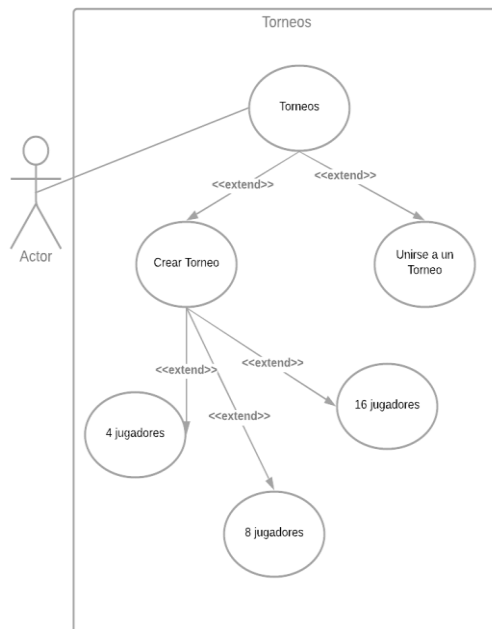 Torneos
Torneos
<<extend>>
<<extend>>
Actor
Crear Torneo
Unirse a un
Torneo
<<extend>>
<<extend>>
<<extend>>
16 jugadores
4 jugadores
8 jugadores